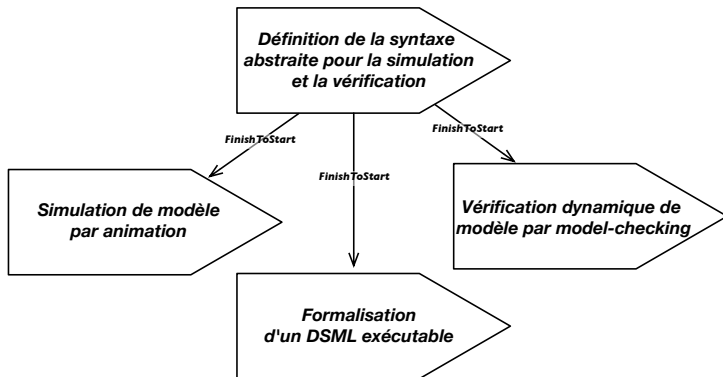 Définition de la syntaxe
abstraite pour la simulation
et la vérification
FinishToStart
FinishToStart
FinishToStart
Simulation de modèle
par animation
Vérification dynamique de
modèle par model-checking
Formalisation
d'un DSML exécutable